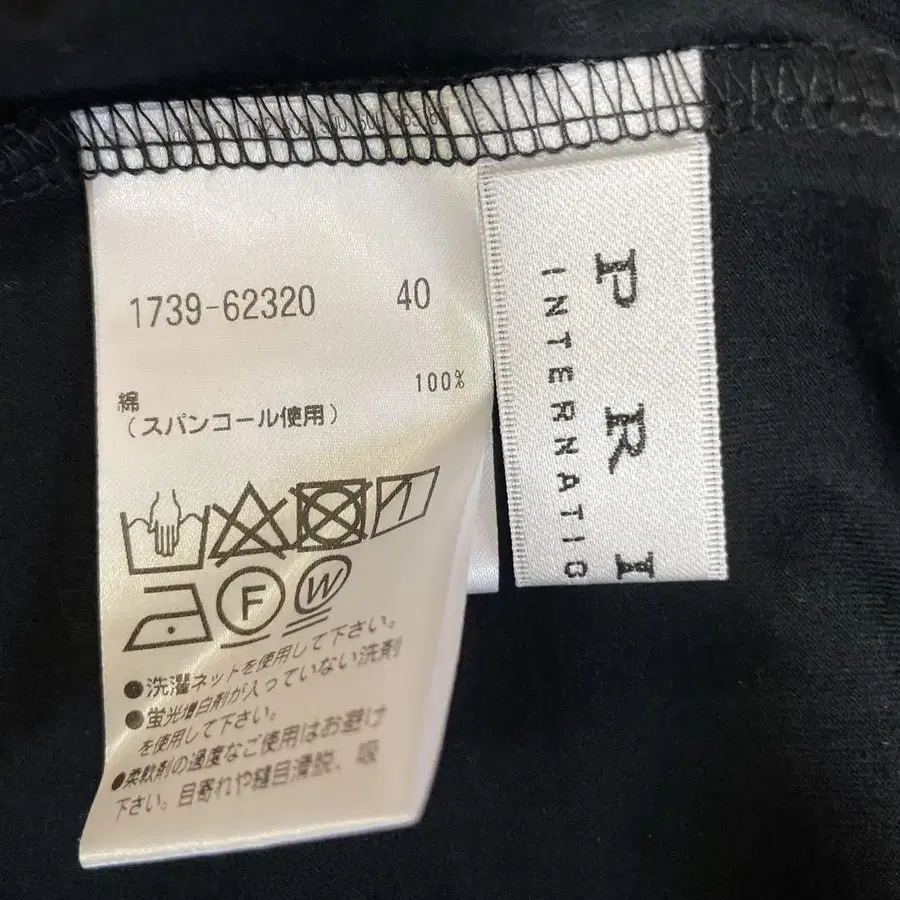 1739-62320 40
綿 100%
(スパンコール使用)
F W
●洗濯ネットを使用して下さい。
●蛍光増白剤が入っていない洗剤
を使用して下さい。
●柔軟剤の過度なご使用はお避け
下さい。目寄れや縫目滑脱、吸
P R I
INTERNATIO